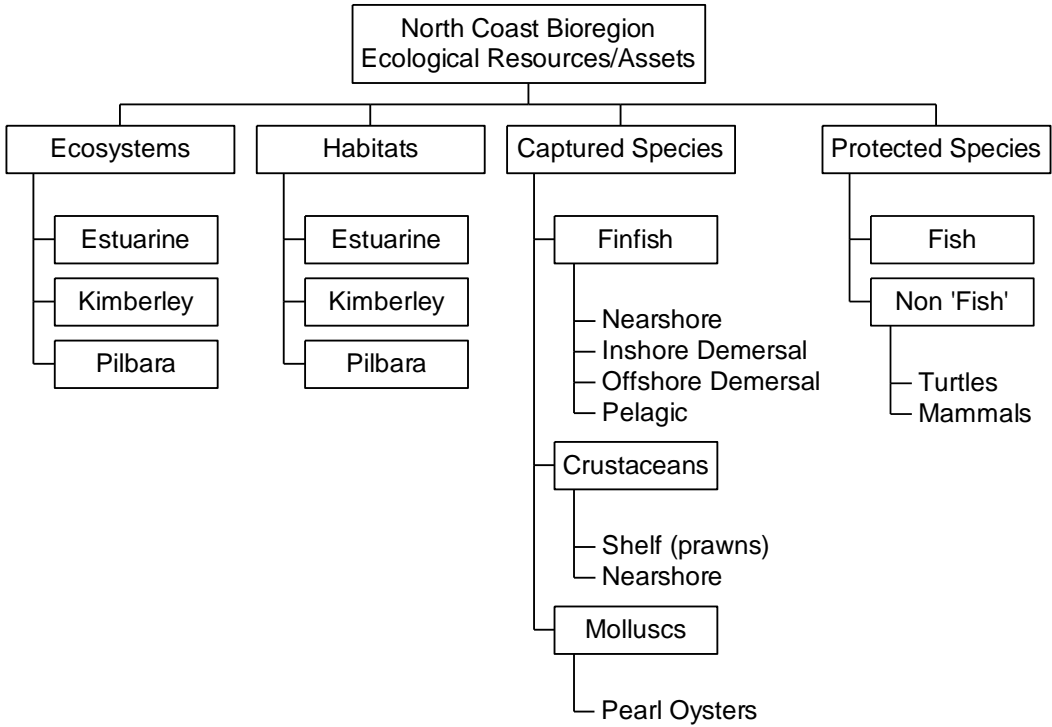 North Coast Bioregion
Ecological Resources/Assets
Ecosystems
Estuarine
Kimberley
Pilbara
Habitats
Estuarine
Kimberley
Pilbara
Captured Species
Finfish
Nearshore
Inshore Demersal
Offshore Demersal
Pelagic
Crustaceans
Shelf (prawns)
Nearshore
Molluscs
Pearl Oysters
Protected Species
Fish
Non 'Fish'
Turtles
Mammals